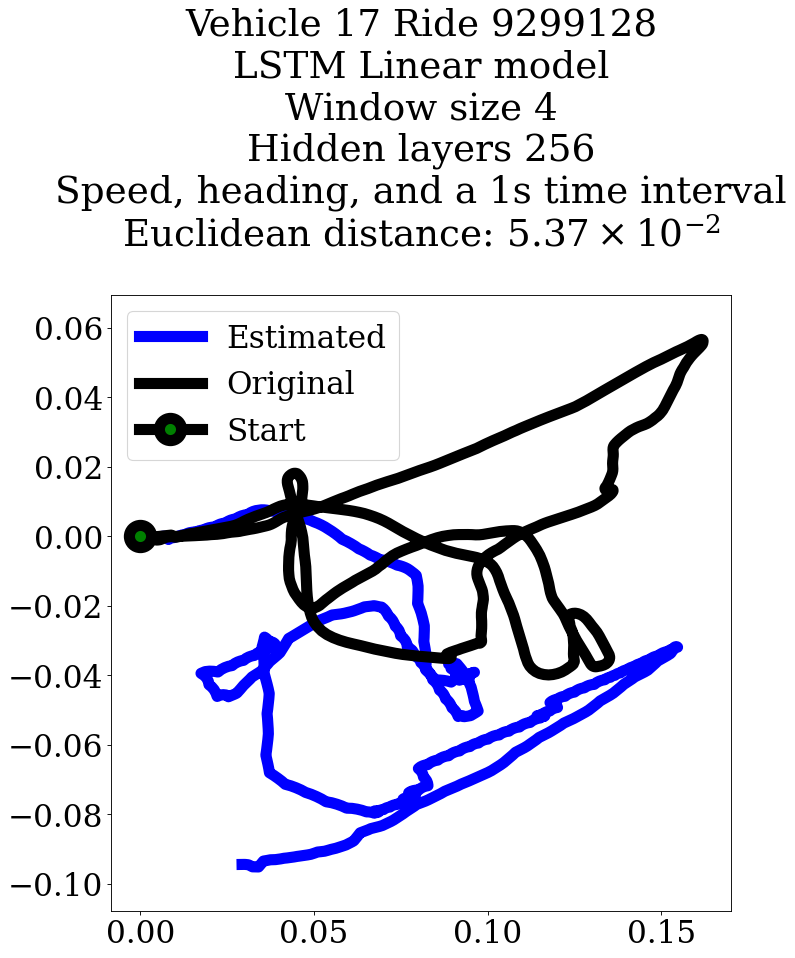 Vehicle 17 Ride 9299128
LSTM Linear model
Window size 4
Hidden layers 256
Speed, heading, and a 1s time interval
Euclidean distance: 5.37 × 10⁻²
Estimated
Original
Start
0.06
0.04
0.02
0.00
−0.02
−0.04
−0.06
−0.08
−0.10
0.00 0.05 0.10 0.15